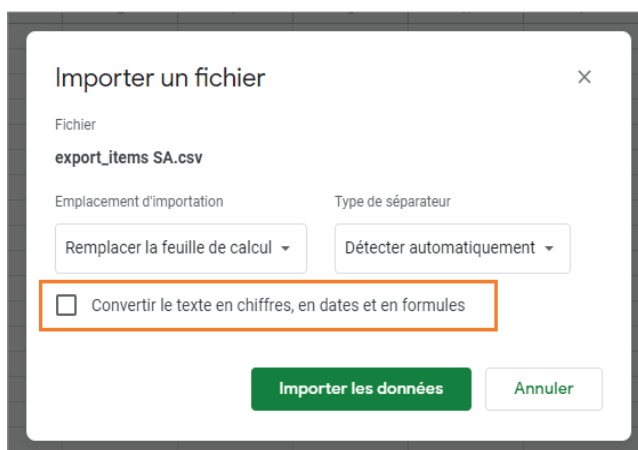 Importer un fichier
Fichier
export_items SA.csv
Emplacement d'importation
Type de séparateur
Remplacer la feuille de calcul
Détecter automatiquement
Convertir le texte en chiffres, en dates et en formules
Importer les données
Annuler